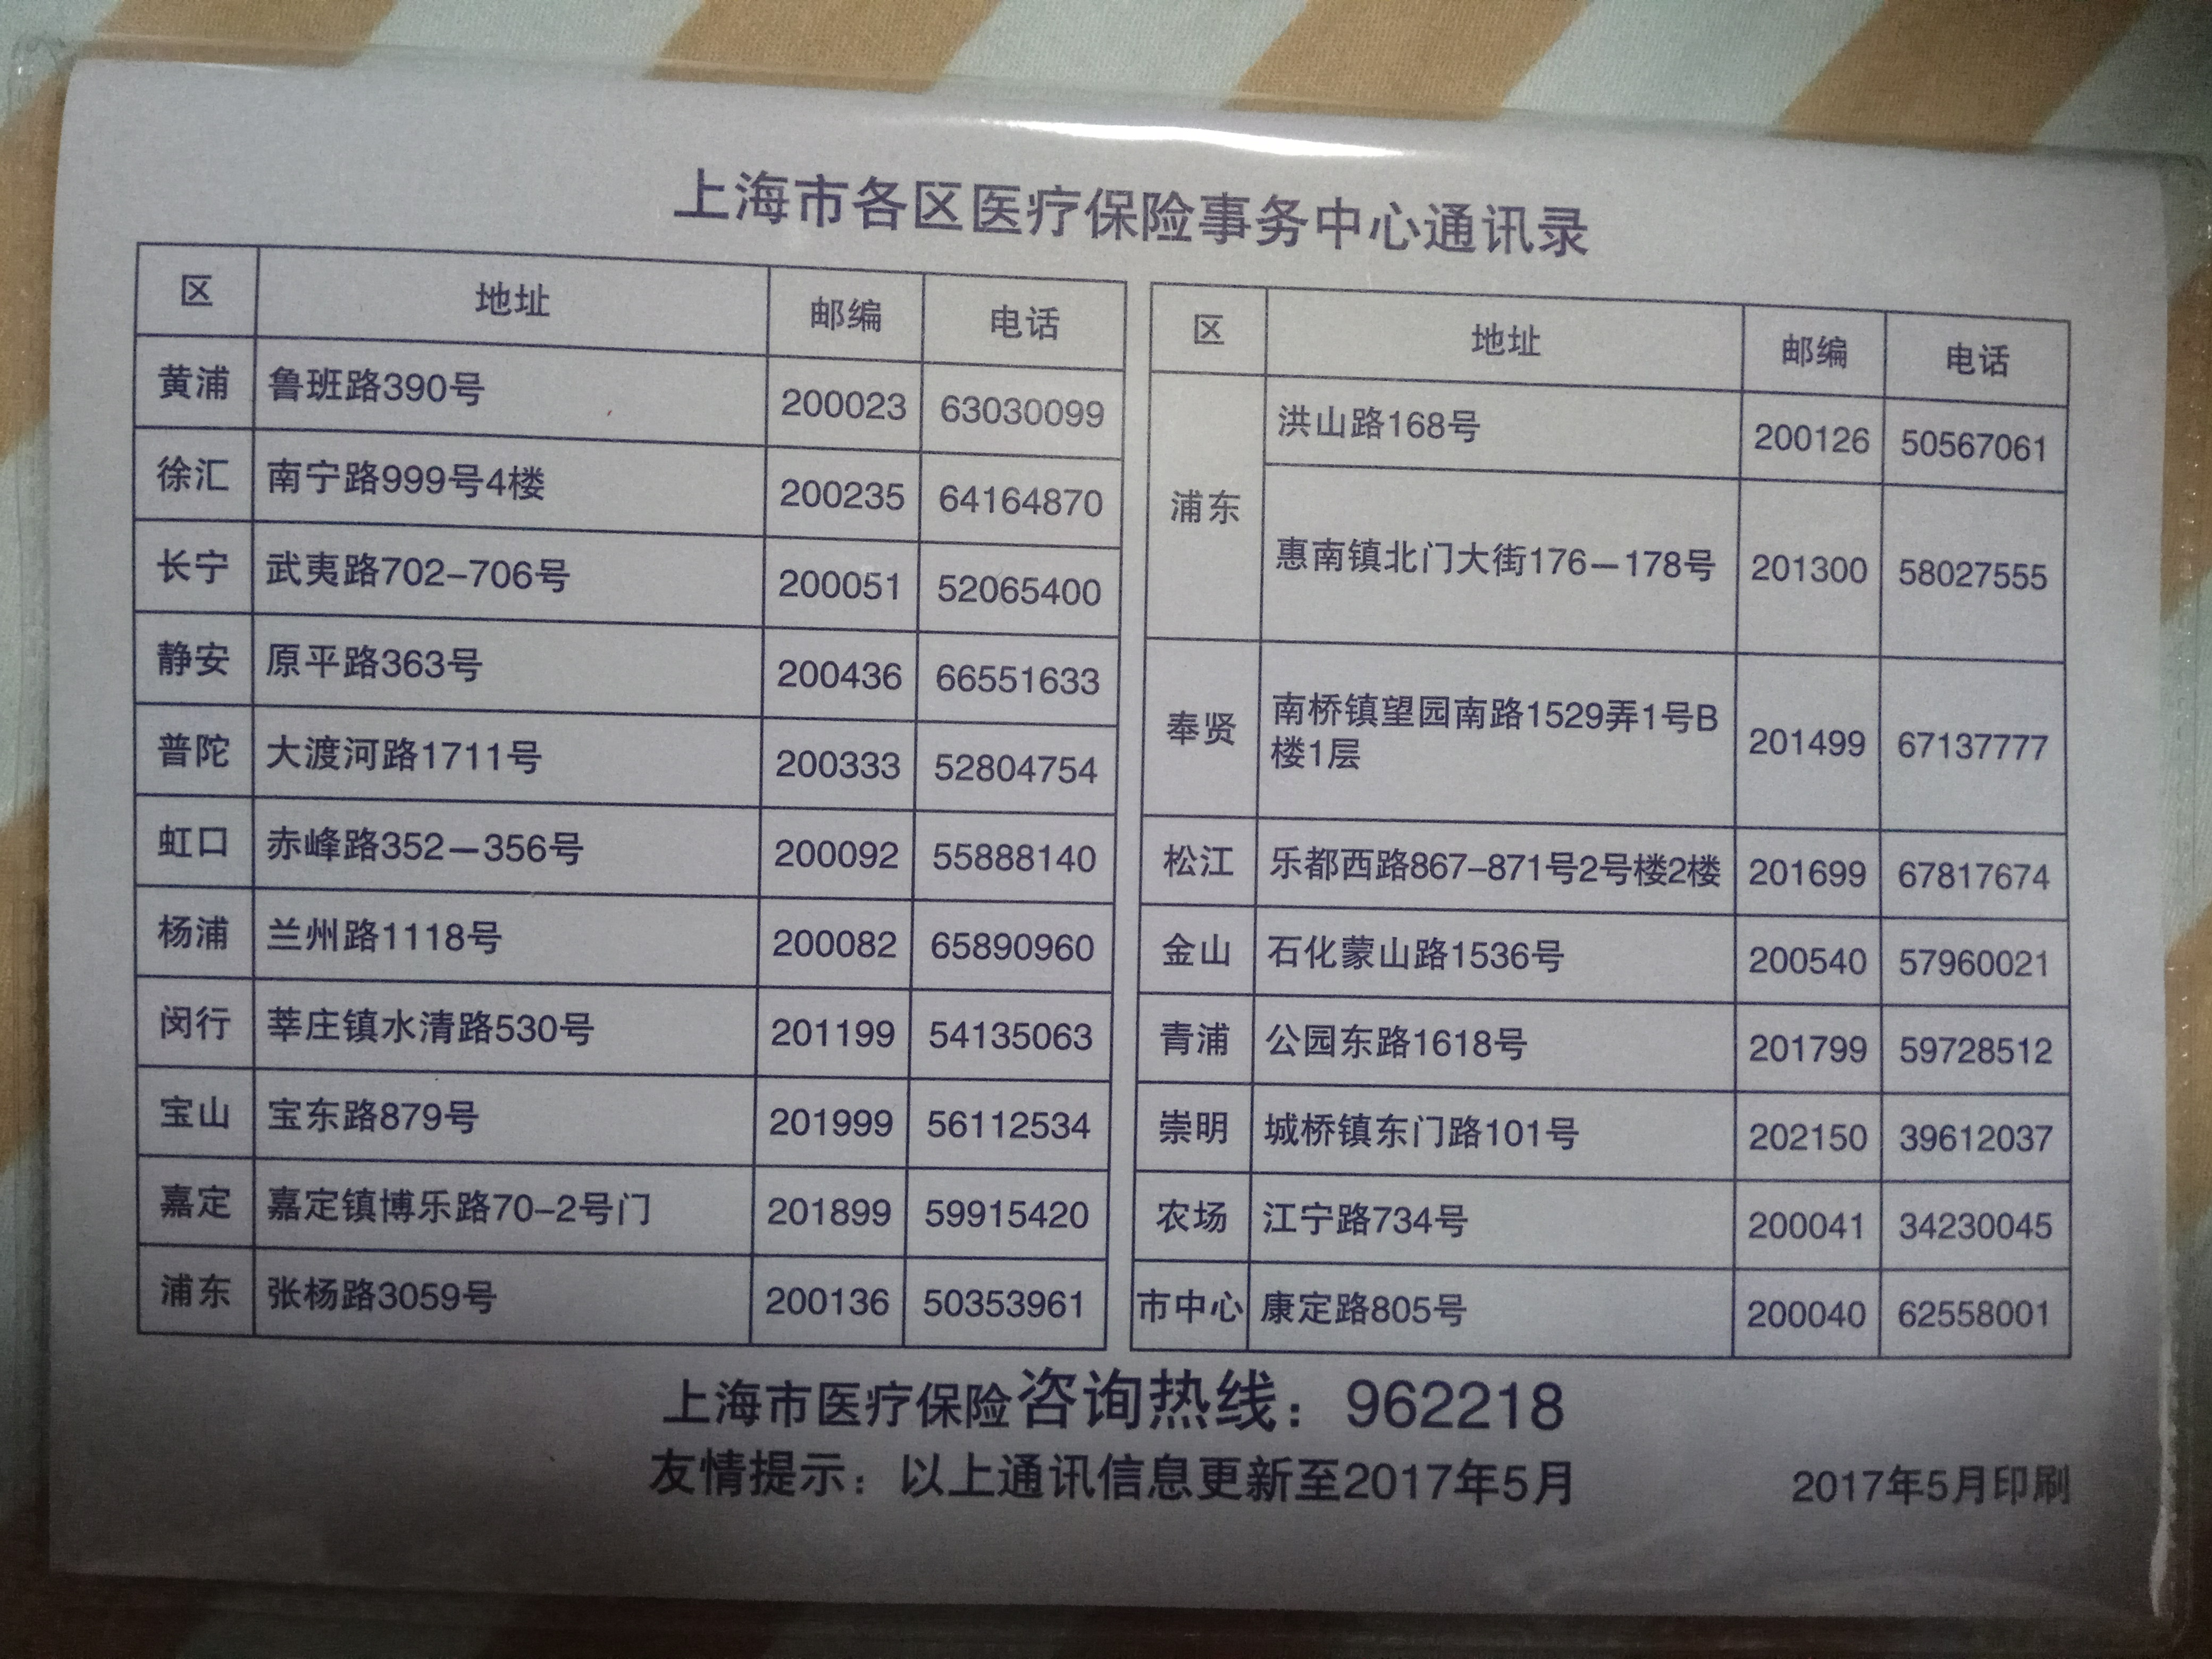 上海市各区医疗保险事务中心通讯录
区 地址 邮编 电话
黄浦 鲁班路390号 200023 63030099
徐汇 南宁路999号4楼 200235 64164870
长宁 武夷路702-706号 200051 52065400
静安 原平路363号 200436 66551633
普陀 大渡河路1711号 200333 52804754
虹口 赤峰路352—356号 200092 55888140
杨浦 兰州路1118号 200082 65890960
闵行 莘庄镇水清路530号 201199 54135063
宝山 宝东路879号 201999 56112534
嘉定 嘉定镇博乐路70-2号门 201899 59915420
浦东 张杨路3059号 200136 50353961
区 地址 邮编 电话
浦东 洪山路168号 200126 50567061
惠南镇北门大街176—178号 201300 58027555
奉贤 南桥镇望园南路1529弄1号B
楼1层 201499 67137777
松江 乐都西路867-871号2号楼2楼 201699 67817674
金山 石化蒙山路1536号 200540 57960021
青浦 公园东路1618号 201799 59728512
崇明 城桥镇东门路101号 202150 39612037
农场 江宁路734号 200041 34230045
市中心 康定路805号 200040 62558001
上海市医疗保险咨询热线：962218
友情提示：以上通讯信息更新至2017年5月
2017年5月印刷